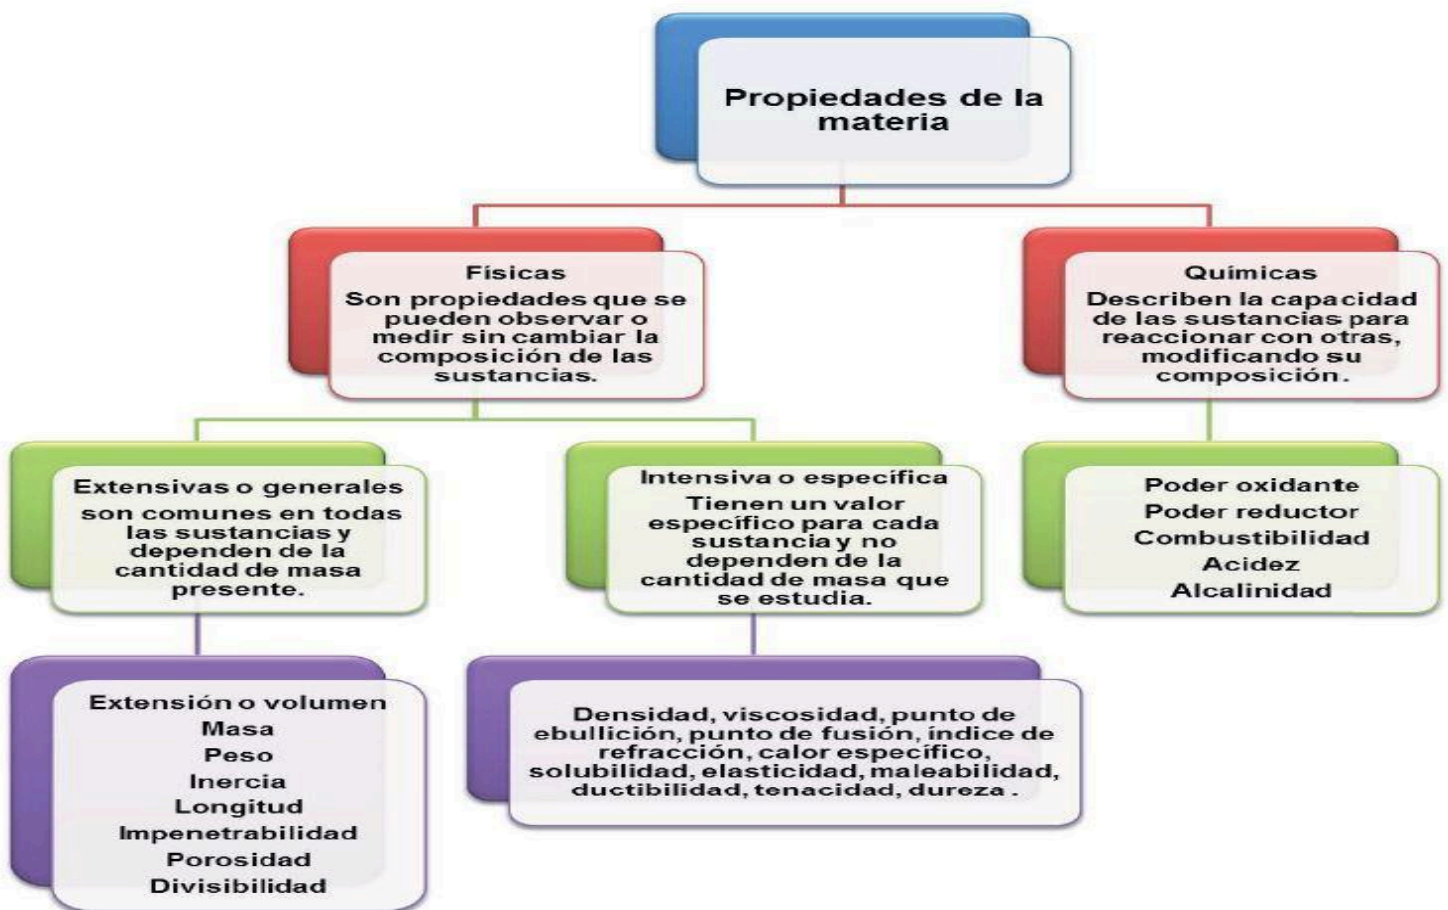 Propiedades de la
materia
Físicas
Son propiedades que se
pueden observar o
medir sin cambiar la
composición de las
sustancias.
Químicas
Describen la capacidad
de las sustancias para
reaccionar con otras,
modificando su
composición.
Extensivas o generales
son comunes en todas
las sustancias y
dependen de la
cantidad de masa
presente.
Intensiva o específica
Tienen un valor
específico para cada
sustancia y no
dependen de la
cantidad de masa que
se estudia.
Poder oxidante
Poder reductor
Combustibilidad
Acidez
Alcalinidad
Extensión o volumen
Masa
Peso
Inercia
Longitud
Impenetrabilidad
Porosidad
Divisibilidad
Densidad, viscosidad, punto de
ebullición, punto de fusión, índice de
refracción, calor específico,
solubilidad, elasticidad, maleabilidad,
ductibilidad, tenacidad, dureza .